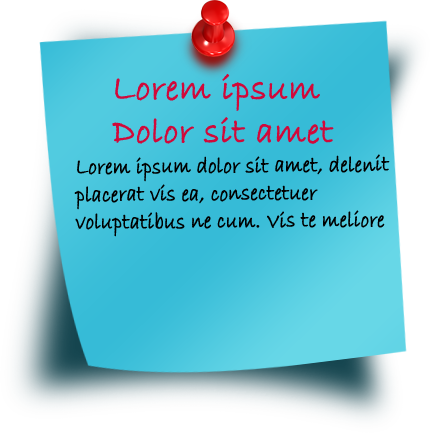 Lorem ipsum
Dolor sit amet
Lorem ipsum dolor sit amet, delenit
placerat vis ea, consectetuer
voluptatibus ne cum. Vis te meliore